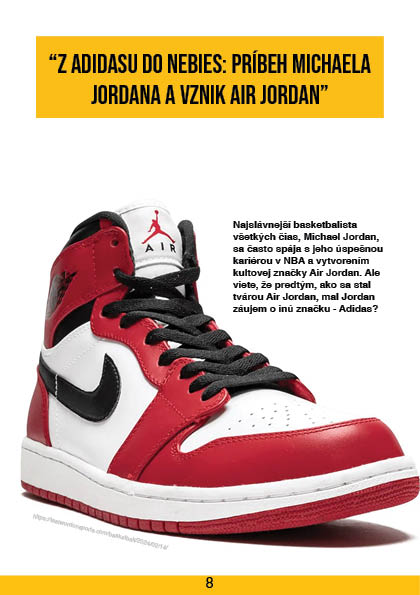 “Z ADIDASU DO NEBIES: PRÍBEH MICHAELA
JORDANA A VZNIK AIR JORDAN”
AIR
Najslávnejší basketbalista
všetkých čias, Michael Jordan,
sa často spája s jeho úspešnou
kariérou v NBA a vytvorením
kultovej značky Air Jordan. Ale
viete, že predtým, ako sa stal
tvárou Air Jordan, mal Jordan
záujem o inú značku - Adidas?
8